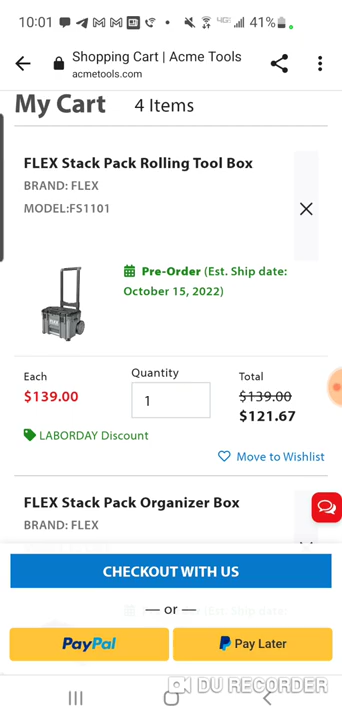 10:01 4G 41%
Shopping Cart | Acme Tools
acmetools.com
My Cart 4 Items
FLEX Stack Pack Rolling Tool Box
BRAND: FLEX
MODEL:FS1101
Pre-Order (Est. Ship date:
October 15, 2022)
Each Quantity Total
$139.00 1 $139.00
$121.67
LABORDAY Discount
Move to Wishlist
FLEX Stack Pack Organizer Box
BRAND: FLEX
CHECKOUT WITH US
— or —
PayPal Pay Later
DU RECORDER